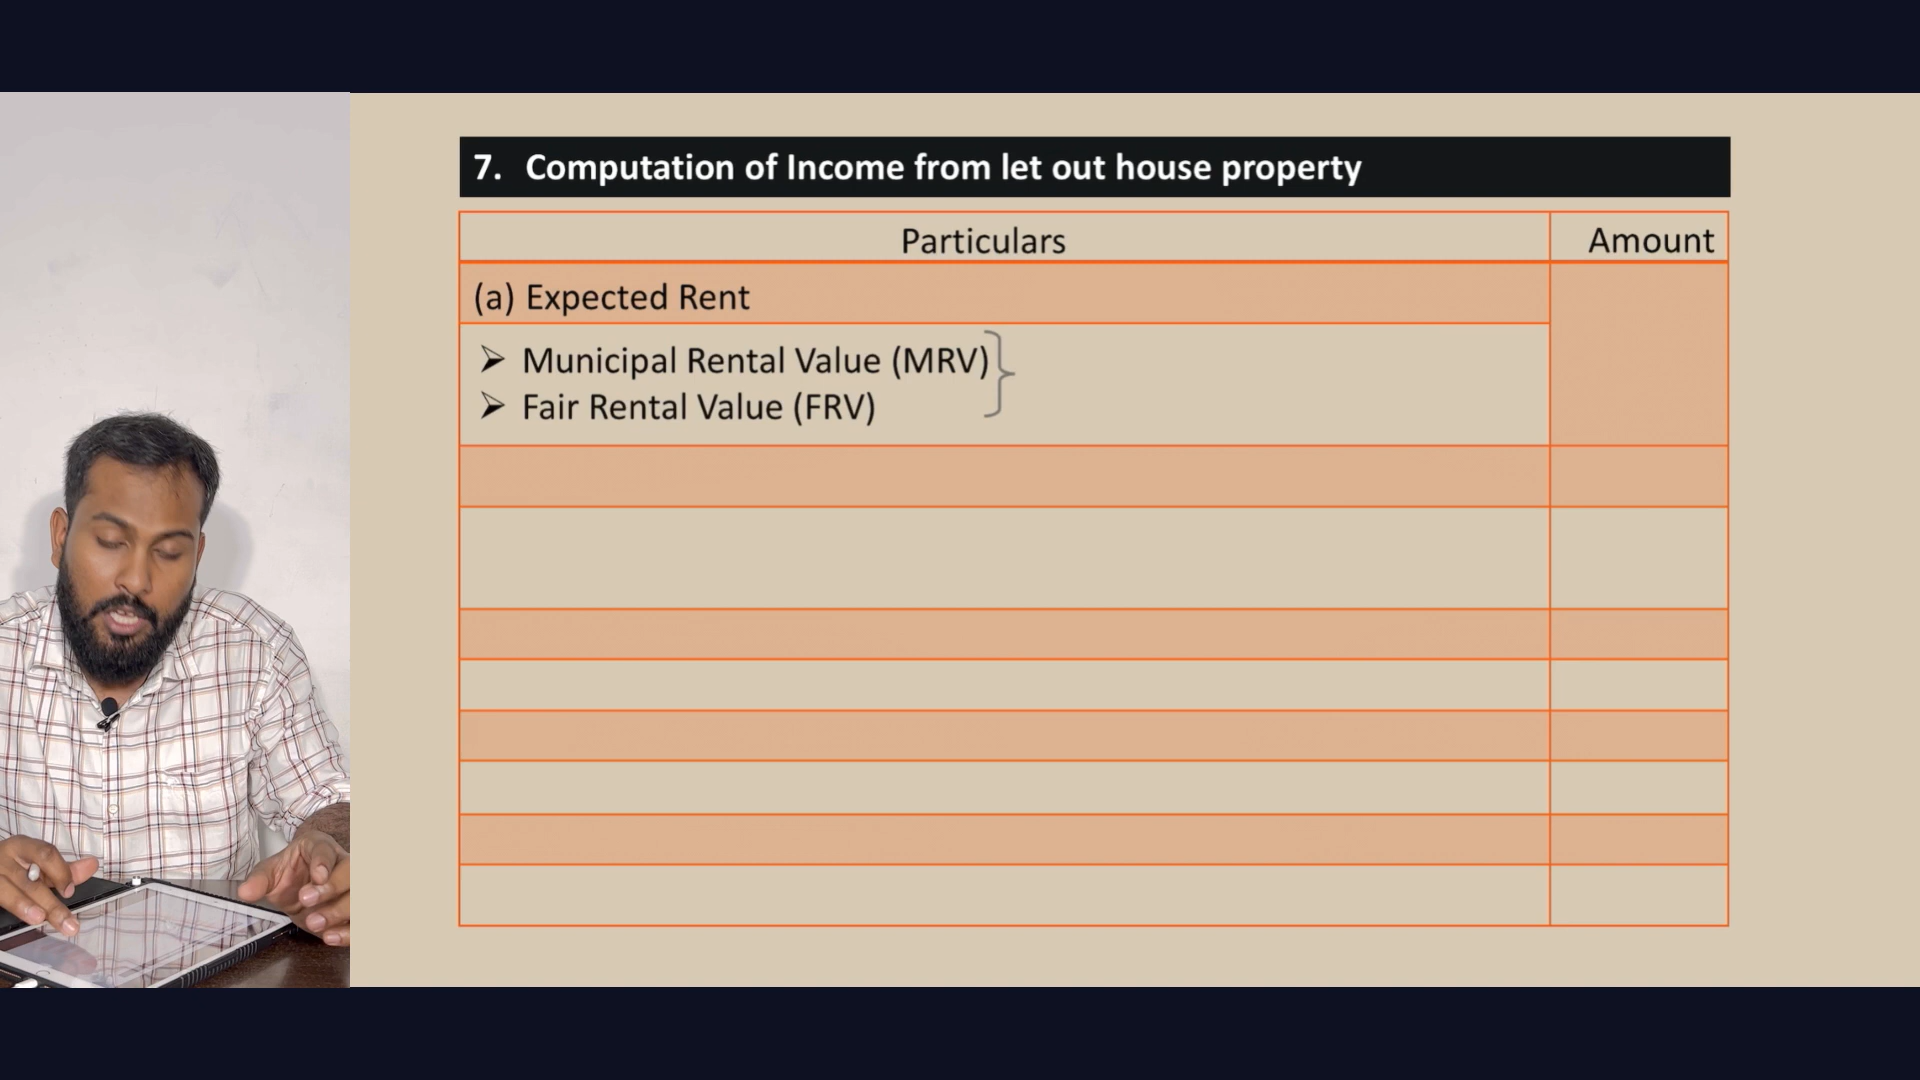 7. Computation of Income from let out house property
Particulars
Amount
(a) Expected Rent
➢ Municipal Rental Value (MRV)
➢ Fair Rental Value (FRV)